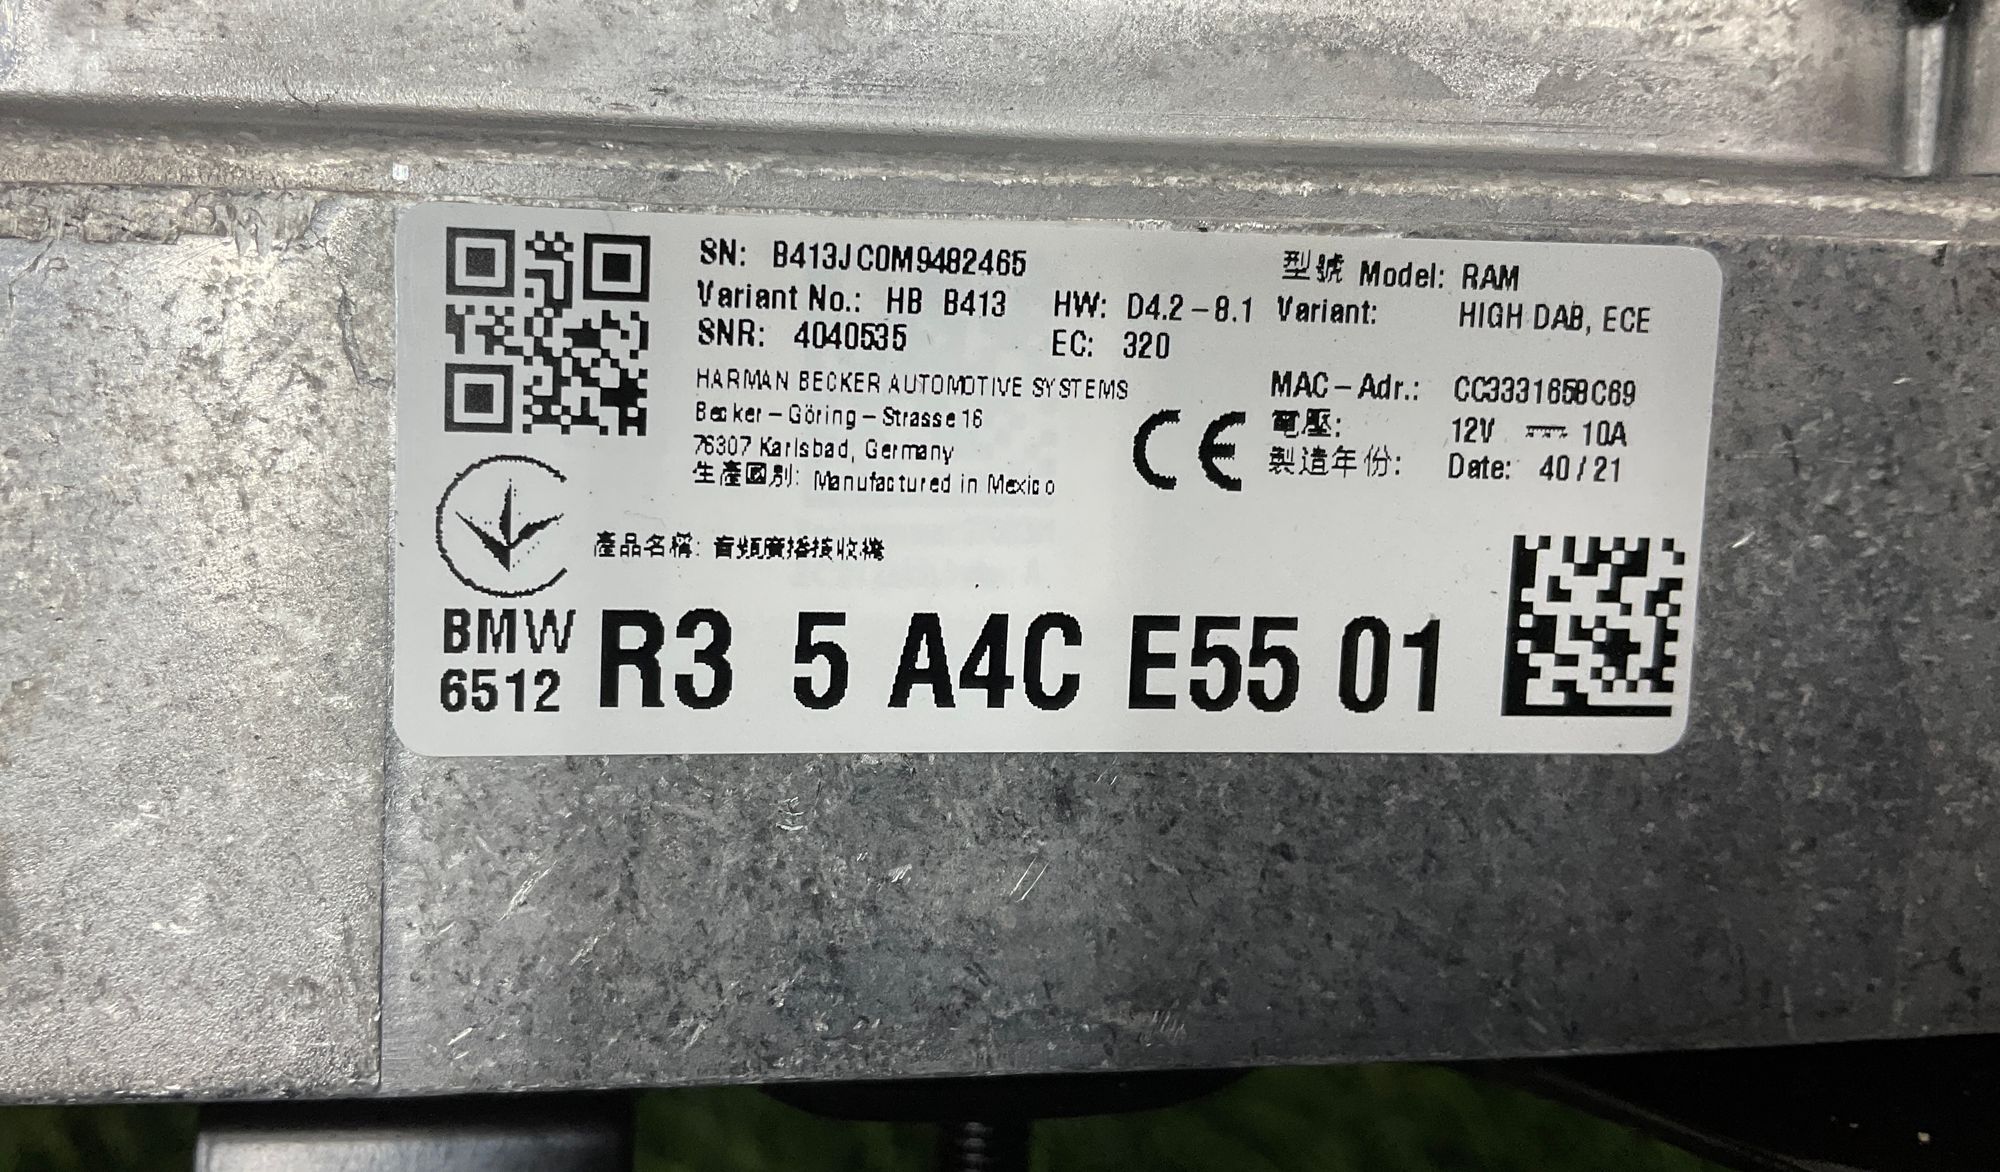 SN: B413JC0M9482465
Variant No.: HB B413 HW: D4.2-8.1
SNR: 4040535 EC: 320
HARMAN BECKER AUTOMOTIVE SYSTEMS
Becker-Göring-Strasse 16
76307 Karlsbad, Germany
生產國別: Manufactured in Mexico
型號 Model: RAM
Variant: HIGH DAB, ECE
MAC-Adr.: CC3331658C69
電壓: 12V 10A
製造年份: Date: 40/21
CE
產品名稱: 音頻廣播接收機
BMW
6512 R3 5 A4C E55 01